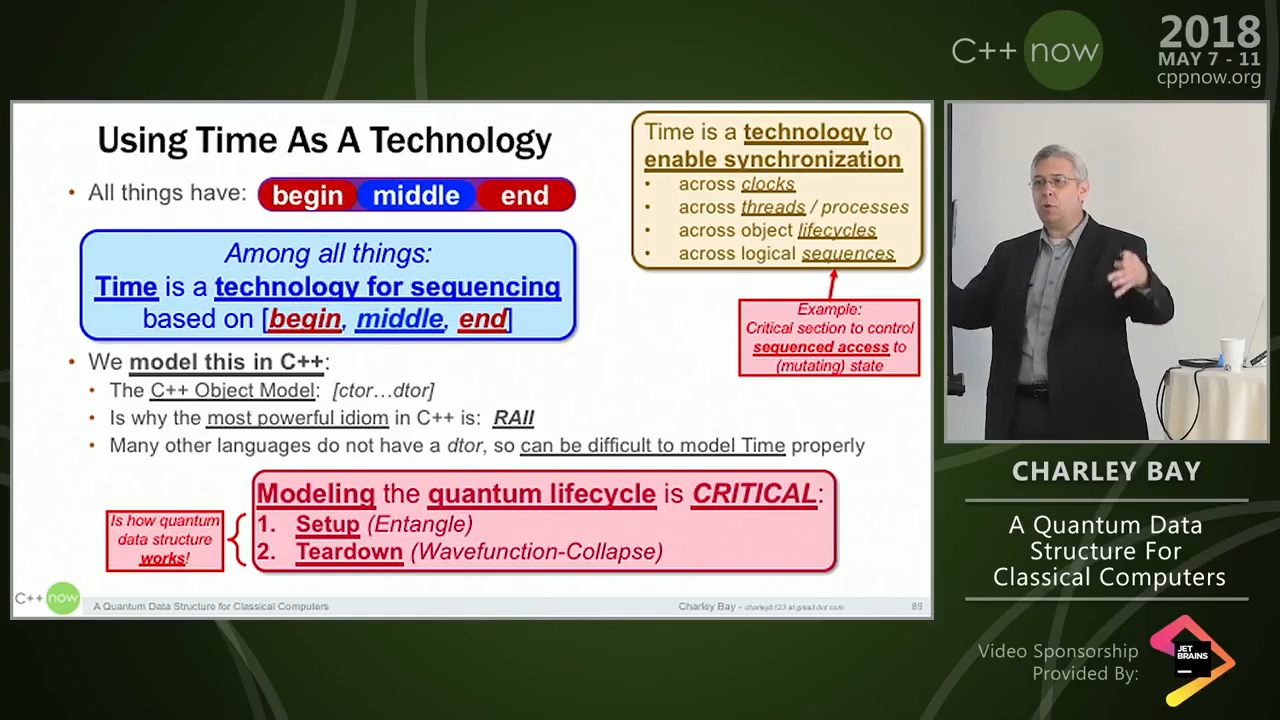 C++ now
2018
MAY 7 - 11
cppnow.org
Using Time As A Technology
• All things have: begin middle end
Among all things:
Time is a technology for sequencing
based on [begin, middle, end]
Time is a technology to
enable synchronization
• across clocks
• across threads / processes
• across object lifecycles
• across logical sequences
Example:
Critical section to control
sequenced access to
(mutating) state
• We model this in C++:
• The C++ Object Model: [ctor...dtor]
• Is why the most powerful idiom in C++ is: RAII
• Many other languages do not have a dtor, so can be difficult to model Time properly
Is how quantum
data structure
works!
Modeling the quantum lifecycle is CRITICAL:
1. Setup (Entangle)
2. Teardown (Wavefunction-Collapse)
C++ now
A Quantum Data Structure for Classical Computers
Charley Bay -
89
CHARLEY BAY
A Quantum Data
Structure For
Classical Computers
Video Sponsorship
Provided By:
JET
BRAINS